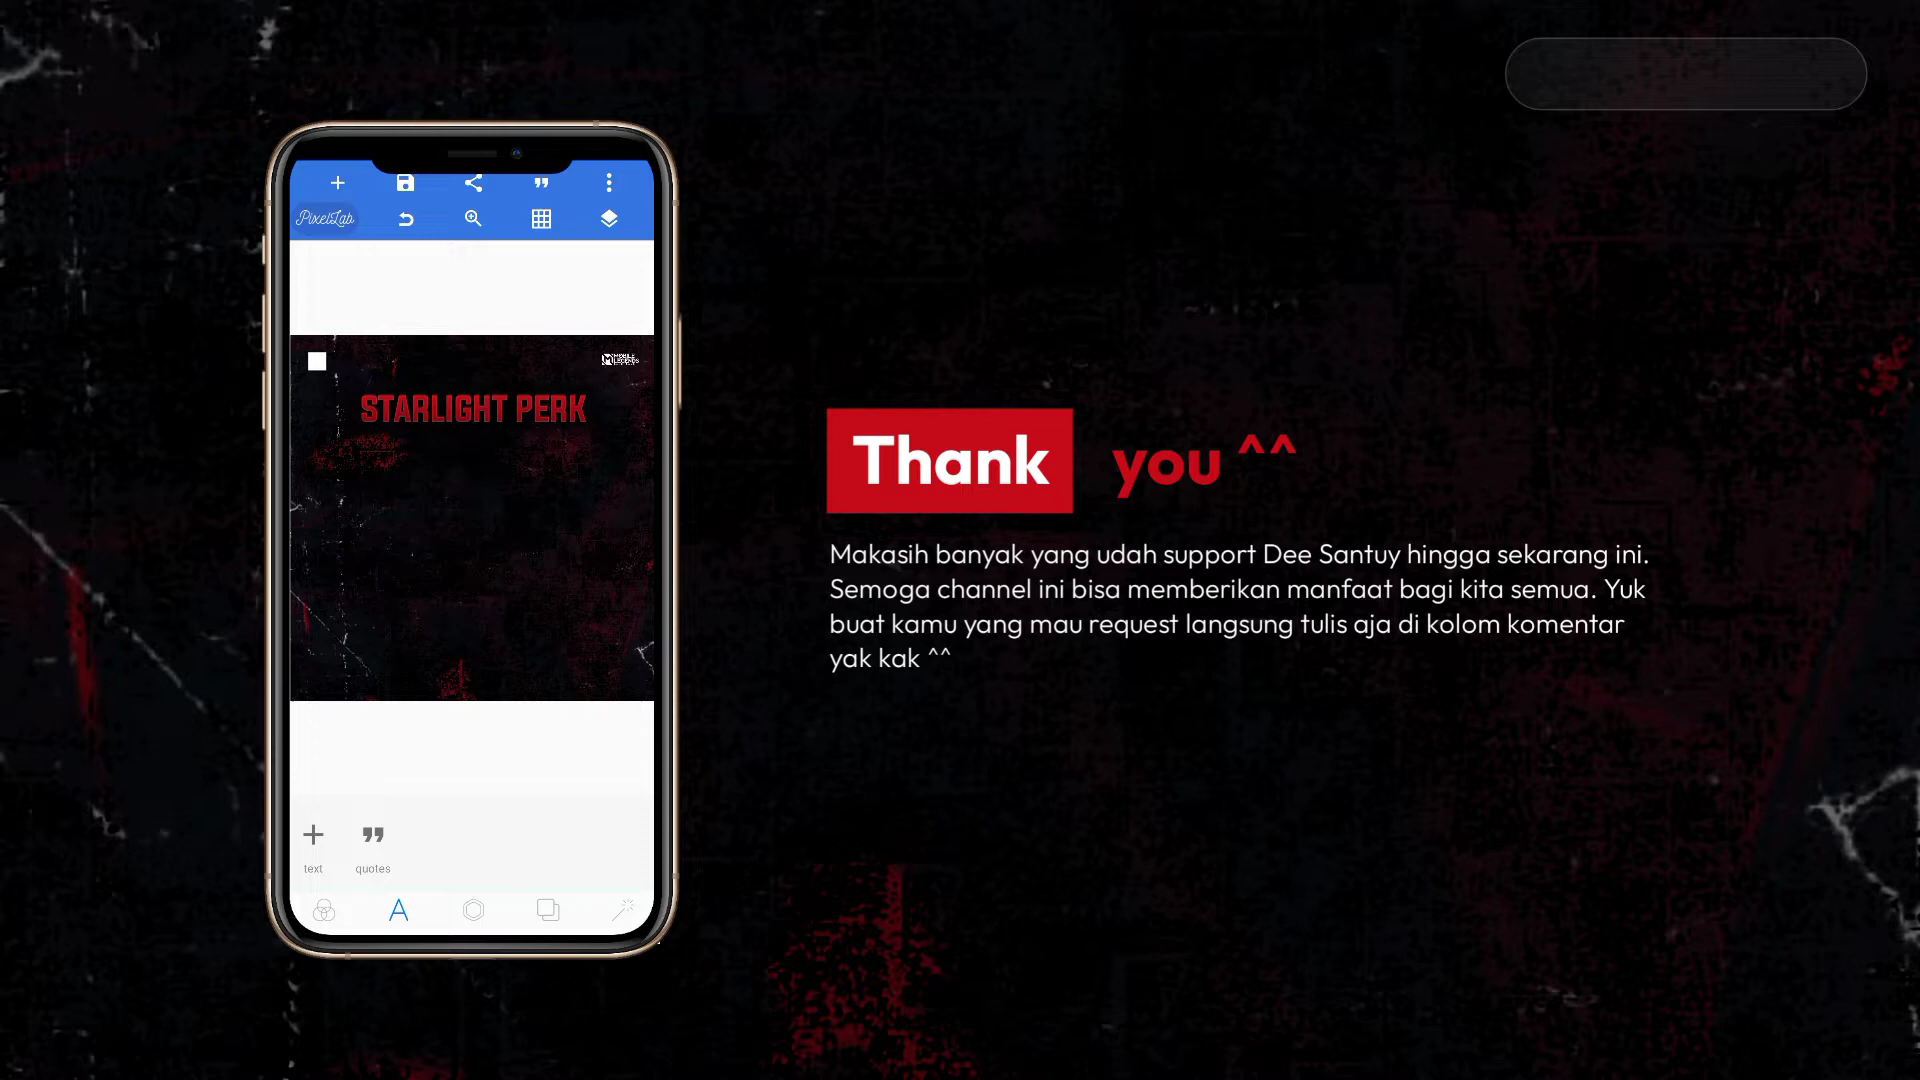 PixelLab
MOBILE
LEGENDS
STARLIGHT PERK
text
quotes
Thank you ^^
Makasih banyak yang udah support Dee Santuy hingga sekarang ini.
Semoga channel ini bisa memberikan manfaat bagi kita semua. Yuk
buat kamu yang mau request langsung tulis aja di kolom komentar
yak kak ^^